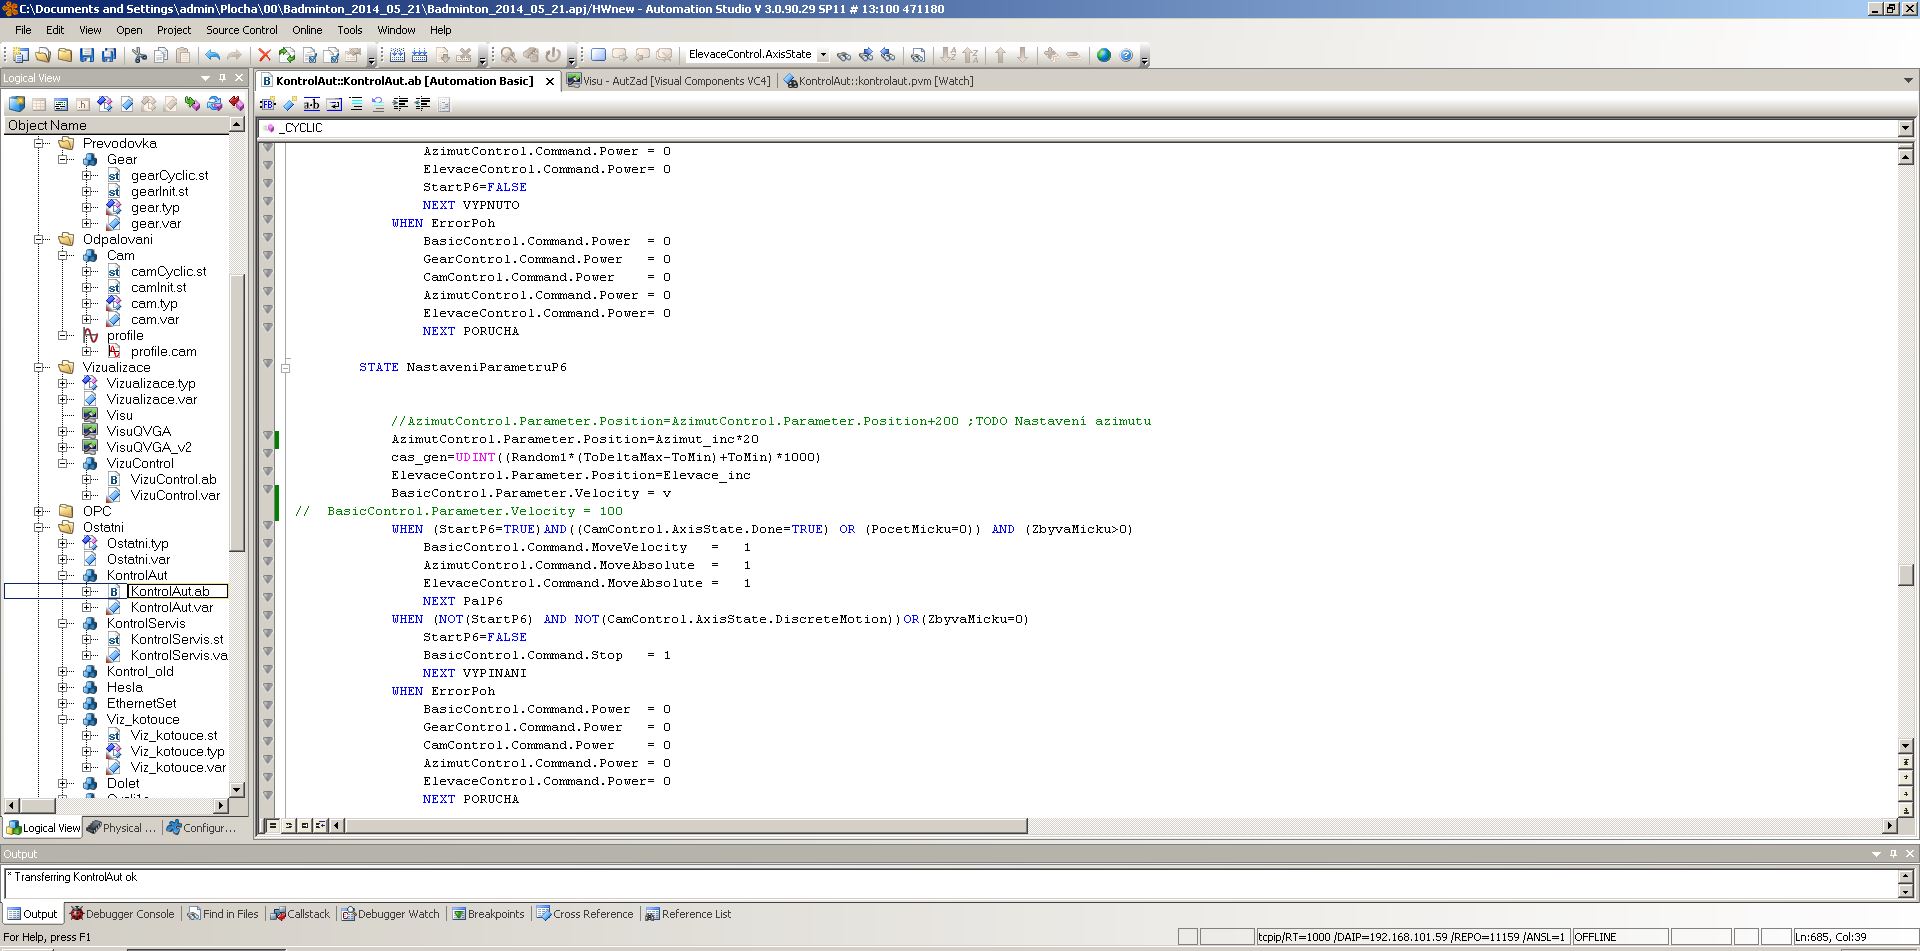 C:\Documents and Settings\admin\Plocha\00\Badminton_2014_05_21\Badminton_2014_05_21.apj/HWnew - Automation Studio V 3.0.90.29 SP11 # 13:100 471180
File Edit View Open Project Source Control Online Tools Window Help
ElevaceControl.AxisState
Logical View
KontrolAut::KontrolAut.ab [Automation Basic]
Visu - AutZad [Visual Components VC4]
KontrolAut::kontrolaut.pvm [Watch]
Object Name
Prevodovka
Gear
gearCyclic.st
gearInit.st
gear.typ
gear.var
Odpalovani
Cam
camCyclic.st
camInit.st
cam.typ
cam.var
profile
profile.cam
Vizualizace
Vizualizace.typ
Vizualizace.var
Visu
VisuQVGA
VisuQVGA_v2
VizuControl
VizuControl.ab
VizuControl.var
OPC
Ostatni
Ostatni.typ
Ostatni.var
KontrolAut
KontrolAut.ab
KontrolAut.var
KontrolServis
KontrolServis.st
KontrolServis.va
Kontrol_old
Hesla
EthernetSet
Viz_kotouce
Viz_kotouce.st
Viz_kotouce.typ
Viz_kotouce.var
Dolet
Logical View Physical ... Configur...
_CYCLIC
AzimutControl.Command.Power = 0
ElevaceControl.Command.Power= 0
StartP6=FALSE
NEXT VYPNUTO
WHEN ErrorPoh
BasicControl.Command.Power = 0
GearControl.Command.Power = 0
CamControl.Command.Power = 0
AzimutControl.Command.Power = 0
ElevaceControl.Command.Power= 0
NEXT PORUCHA
STATE NastaveniParametruP6
//AzimutControl.Parameter.Position=AzimutControl.Parameter.Position+200 ;TODO Nastavení azimutu
AzimutControl.Parameter.Position=Azimut_inc*20
cas_gen=UDINT((Random1*(ToDeltaMax-ToMin)+ToMin)*1000)
ElevaceControl.Parameter.Position=Elevace_inc
BasicControl.Parameter.Velocity = v
// BasicControl.Parameter.Velocity = 100
WHEN (StartP6=TRUE)AND((CamControl.AxisState.Done=TRUE) OR (PocetMicku=0)) AND (ZbyvaMicku>0)
BasicControl.Command.MoveVelocity = 1
AzimutControl.Command.MoveAbsolute = 1
ElevaceControl.Command.MoveAbsolute = 1
NEXT PalP6
WHEN (NOT(StartP6) AND NOT(CamControl.AxisState.DiscreteMotion))OR(ZbyvaMicku=0)
StartP6=FALSE
BasicControl.Command.Stop = 1
NEXT VYPINANI
WHEN ErrorPoh
BasicControl.Command.Power = 0
GearControl.Command.Power = 0
CamControl.Command.Power = 0
AzimutControl.Command.Power = 0
ElevaceControl.Command.Power= 0
NEXT PORUCHA
Output
* Transferring KontrolAut ok
Output Debugger Console Find in Files Callstack Debugger Watch Breakpoints Cross Reference Reference List
For Help, press F1
tcpip/RT=1000 /DAIP=192.168.101.59 /REPO=11159 /ANSL=1 OFFLINE Ln:685, Col:39